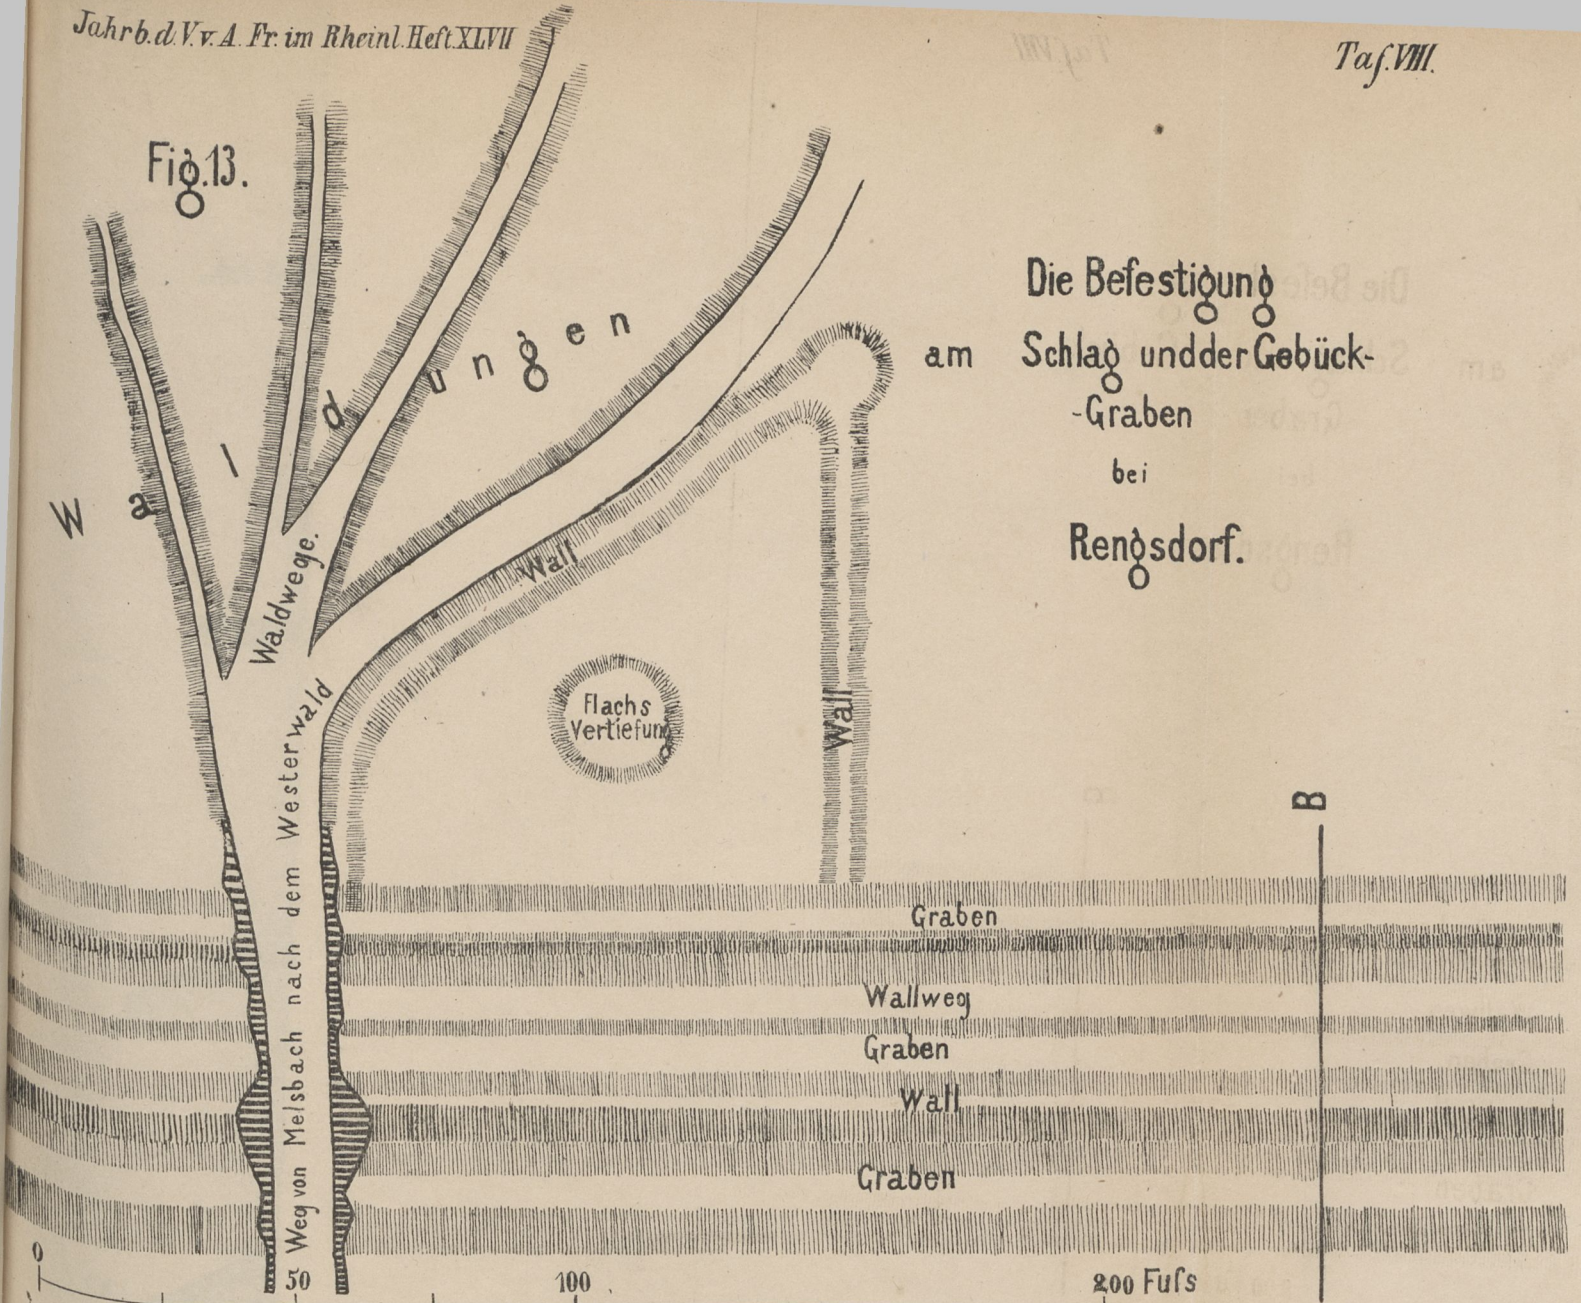 Jahrb. d. V. v. A. Fr. im Rheinl. Heft XLVII
Taf. VIII.
Fig. 13.
Die Befestigung
am Schlag und der Gebück-
-Graben
bei
Rengsdorf.
Waldungen
Waldwege.
Wall
Flachs
Vertiefung
Wall
B
Weg von Melsbach nach dem Westerwald
Graben
Wallweg
Graben
Wall
Graben
0 50 100 200 Fuſs